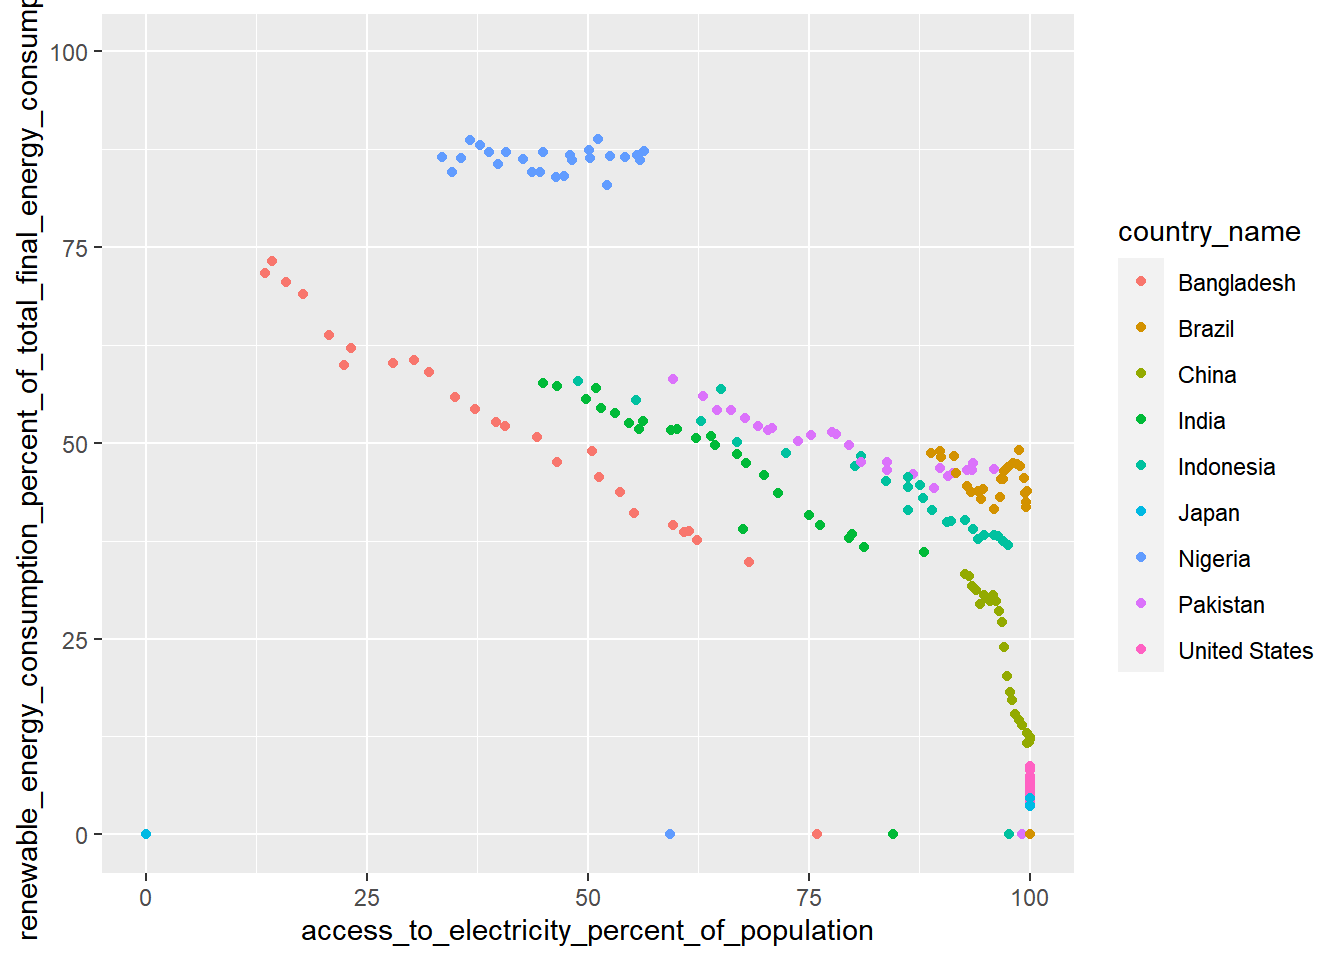 renewable_energy_consumption_percent_of_total_final_energy_consump
100
75
50
25
0
0
25
50
75
100
access_to_electricity_percent_of_population
country_name
Bangladesh
Brazil
China
India
Indonesia
Japan
Nigeria
Pakistan
United States